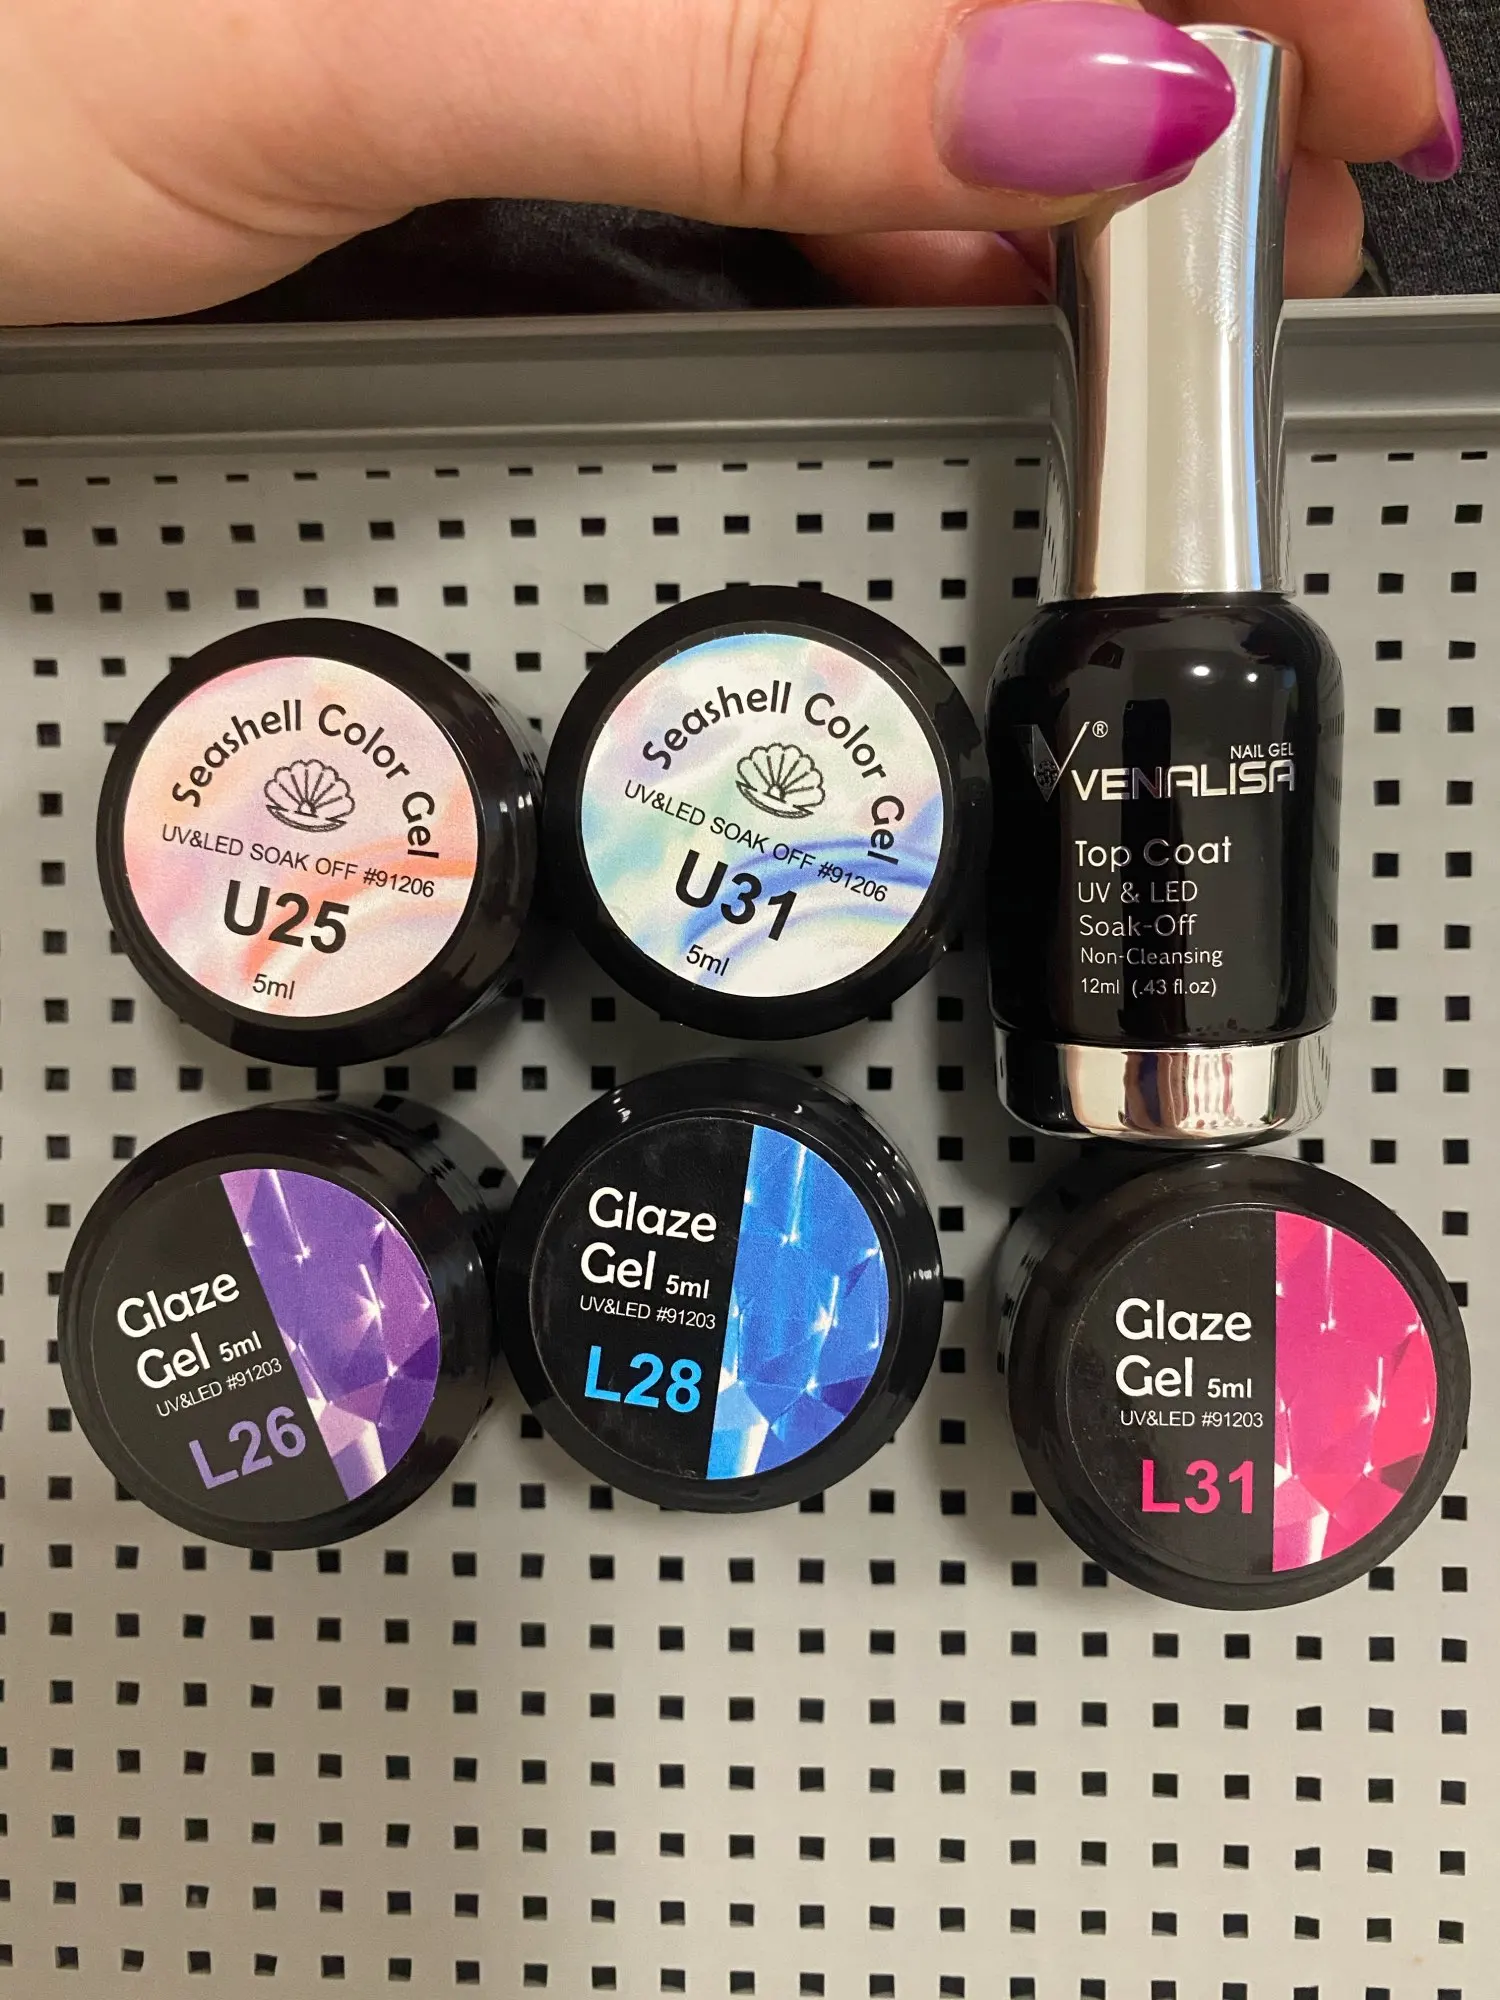 Seashell Color Gel
UV&LED SOAK OFF #91206
U25
5ml
Seashell Color Gel
UV&LED SOAK OFF #91206
U31
5ml
V®
NAIL GEL
VENALISA
Top Coat
UV & LED
Soak-Off
Non-Cleansing
12ml (.43 fl.oz)
Glaze
Gel 5ml
UV&LED #91203
L26
Glaze
Gel 5ml
UV&LED #91203
L28
Glaze
Gel 5ml
UV&LED #91203
L31